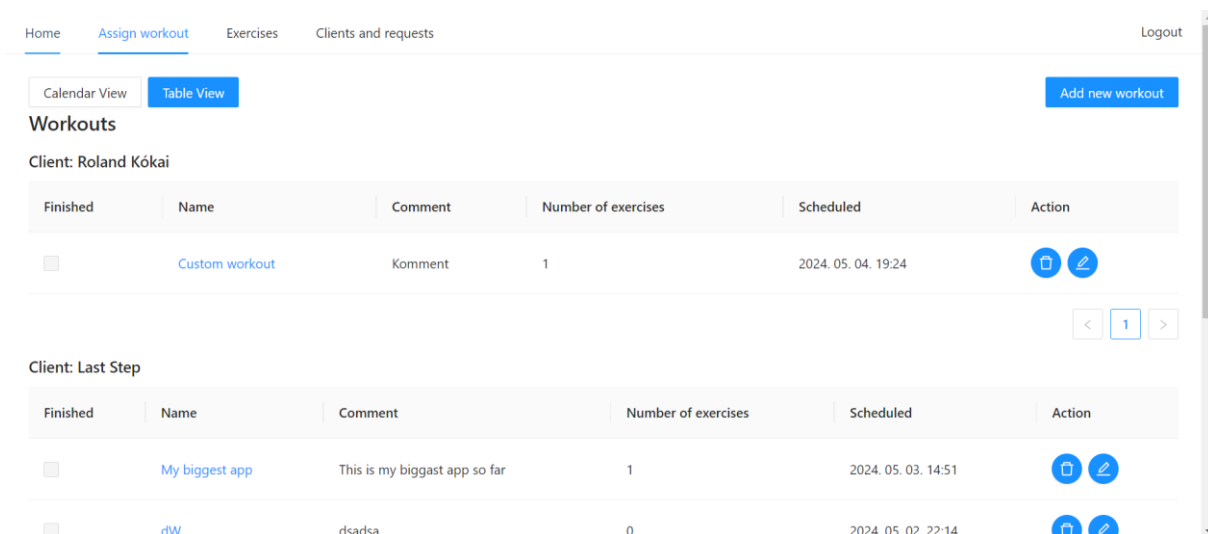 Home Assign workout Exercises Clients and requests Logout
Calendar View Table View Add new workout
Workouts
Client: Roland Kókai
Finished Name Comment Number of exercises Scheduled Action
Custom workout Komment 1 2024. 05. 04. 19:24
< 1 >
Client: Last Step
Finished Name Comment Number of exercises Scheduled Action
My biggest app This is my biggast app so far 1 2024. 05. 03. 14:51
dW dsadsa 0 2024. 05. 02. 22:14